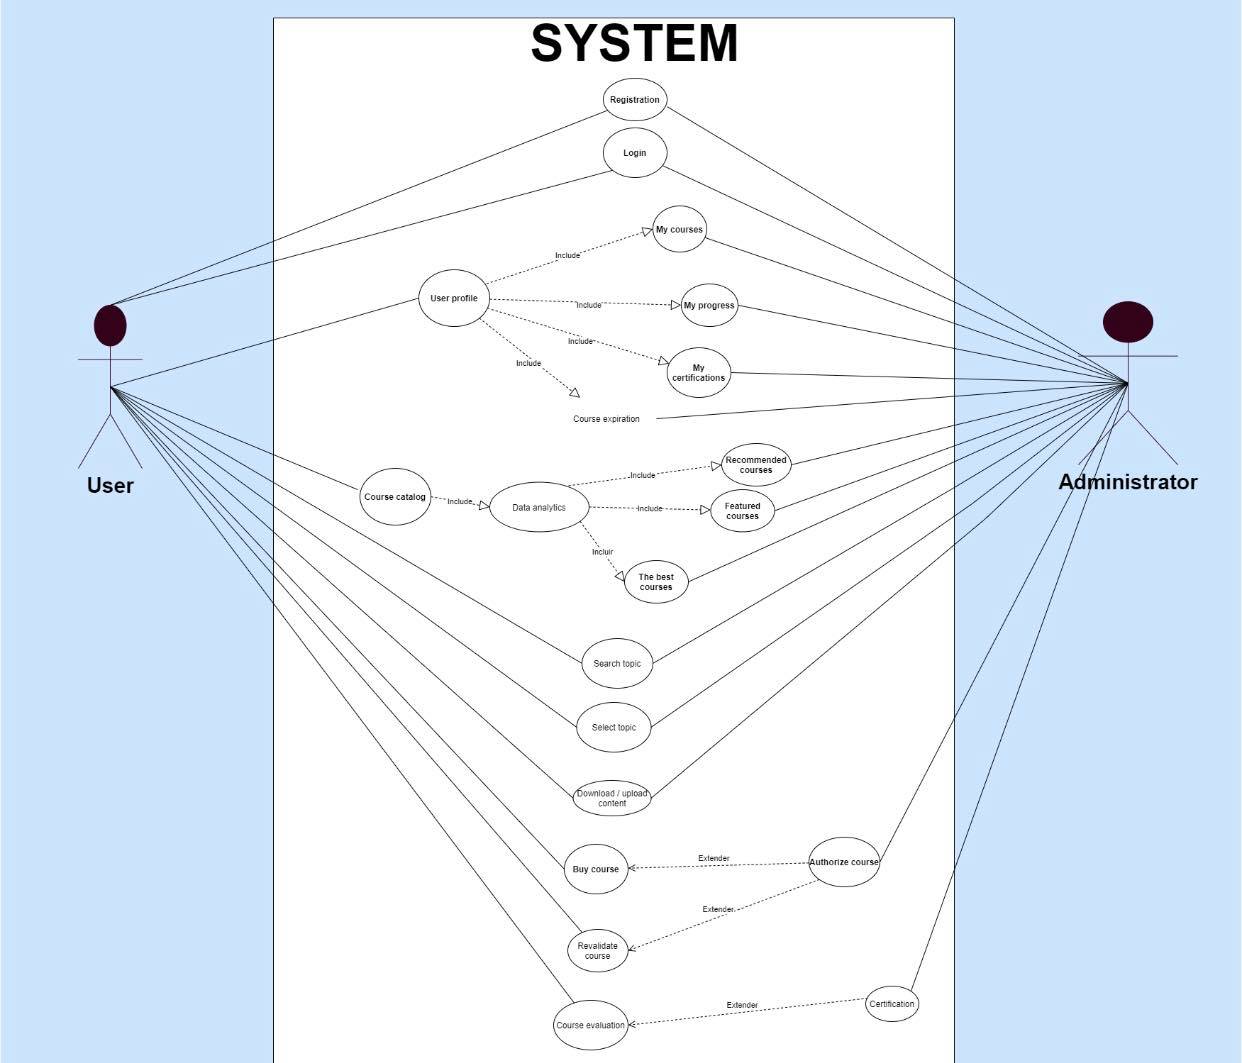 SYSTEM
Registration
Login
My courses
Include
User profile
Include
My progress
Include
Include
My
certifications
Course expiration
User
Administrator
Recommended
courses
Include
Course catalog
Include
Data analytics
Include
Featured
courses
Incluir
The best
courses
Search topic
Select topic
Download / upload
content
Buy course
Extender
Authorize course
Extender
Revalidate
course
Course evaluation
Extender
Certification